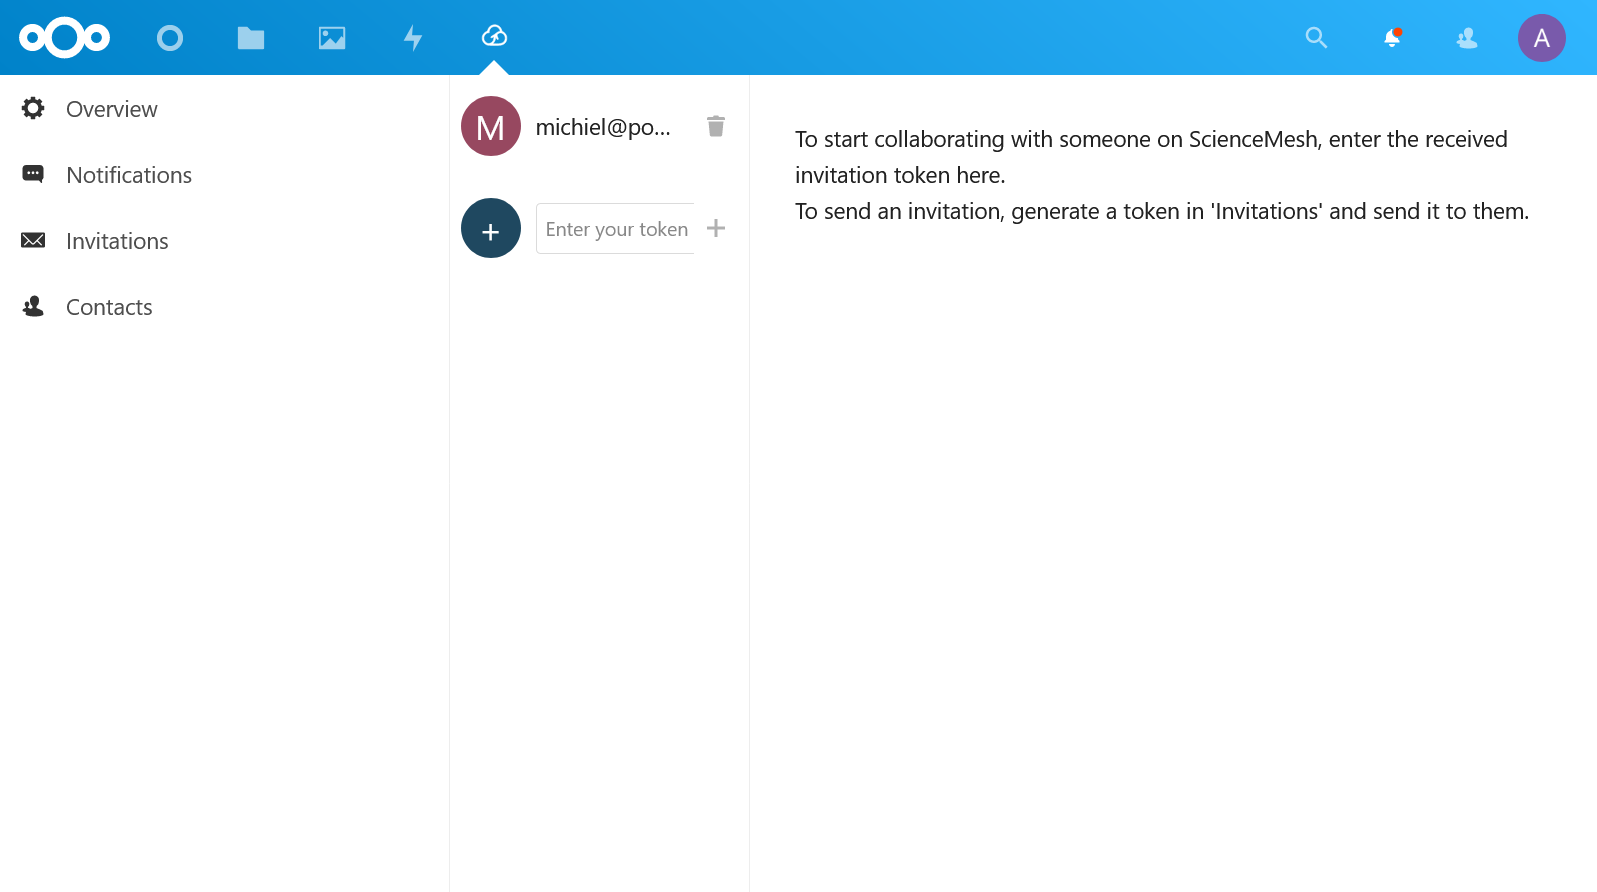 A
Overview
Notifications
Invitations
Contacts
M
michiel@po...
+
Enter your token
To start collaborating with someone on ScienceMesh, enter the received
invitation token here.
To send an invitation, generate a token in 'Invitations' and send it to them.